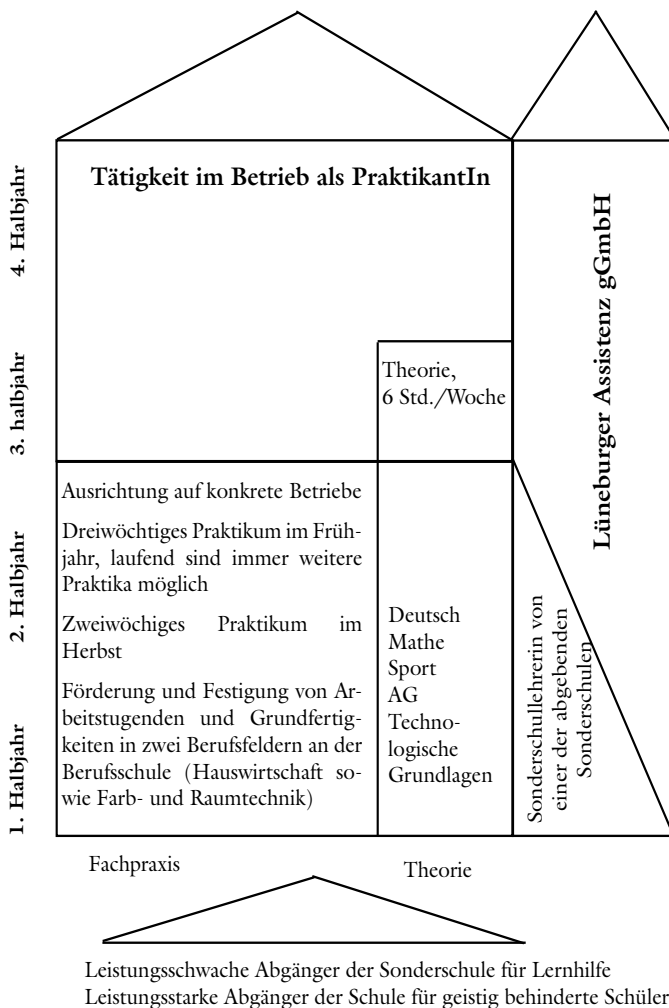 Tätigkeit im Betrieb als PraktikantIn
4. Halbjahr
3. halbjahr
2. Halbjahr
1. Halbjahr
Theorie,
6 Std./Woche
Ausrichtung auf konkrete Betriebe
Dreiwöchtiges Praktikum im Früh-
jahr, laufend sind immer weitere
Praktika möglich
Zweiwöchiges Praktikum im
Herbst
Förderung und Festigung von Ar-
beitstugenden und Grundfertig-
keiten in zwei Berufsfeldern an der
Berufsschule (Hauswirtschaft so-
wie Farb- und Raumtechnik)
Deutsch
Mathe
Sport
AG
Techno-
logische
Grundlagen
Sonderschullehrerin von
einer der abgebenden
Sonderschulen
Lüneburger Assistenz gGmbH
Fachpraxis
Theorie
Leistungsschwache Abgänger der Sonderschule für Lernhilfe
Leistungsstarke Abgänger der Schule für geistig behinderte Schüler